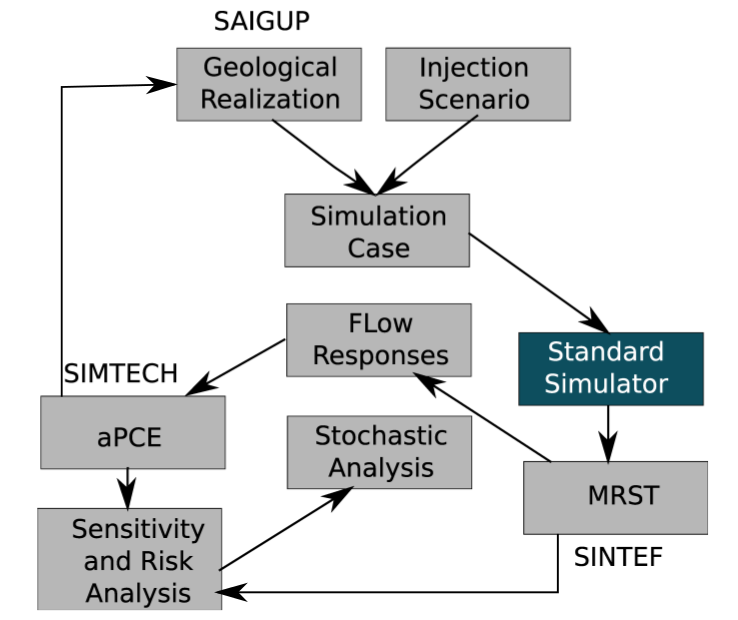 SAIGUP
Geological
Realization
Injection
Scenario
Simulation
Case
FLow
Responses
Standard
Simulator
SIMTECH
aPCE
Stochastic
Analysis
MRST
Sensitivity
and Risk
Analysis
SINTEF